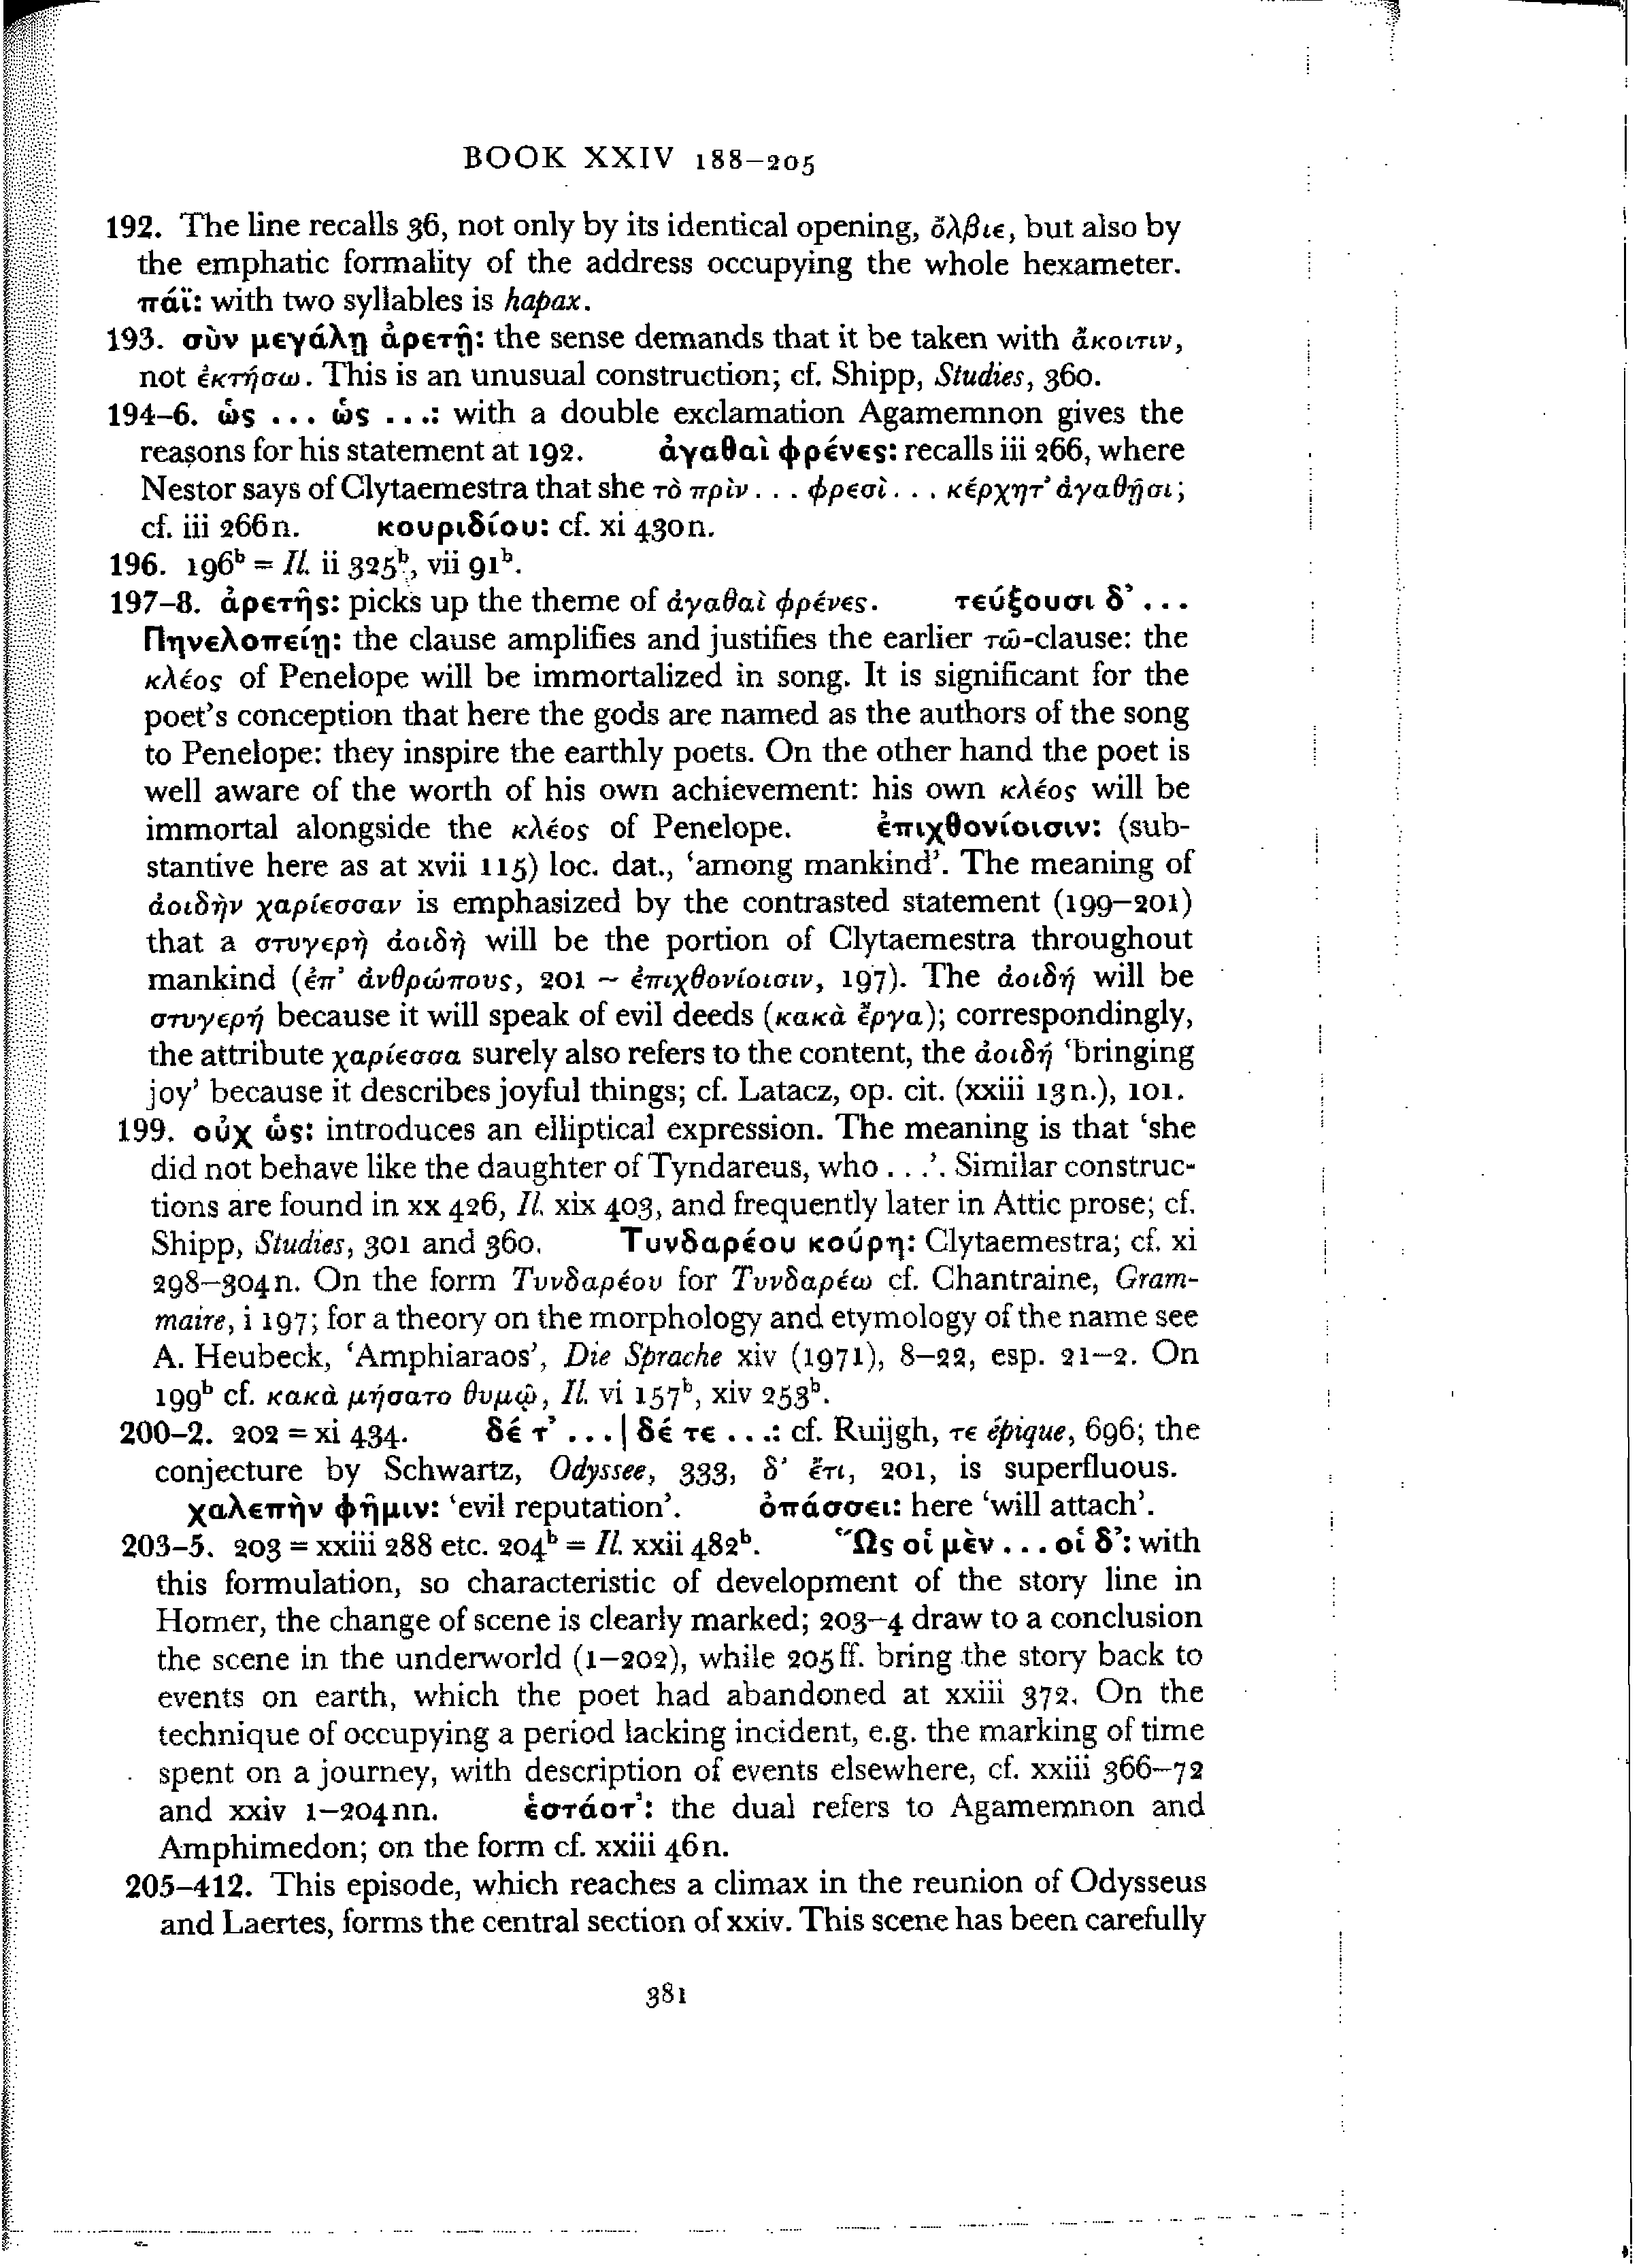 BOOK XXIV 188–205
192. The line recalls 36, not only by its identical opening, ὄλβιε, but also by
the emphatic formality of the address occupying the whole hexameter.
πάϊ: with two syllables is hapax.
193. σὺν μεγάλῃ ἀρετῇ: the sense demands that it be taken with ἄκοιτιν,
not ἐκτήσω. This is an unusual construction; cf. Shipp, Studies, 360.
194–6. ὡς . . . ὡς . . .: with a double exclamation Agamemnon gives the
reasons for his statement at 192. ἀγαθαὶ φρένες: recalls iii 266, where
Nestor says of Clytaemestra that she τὸ πρὶν . . . φρεσὶ . . . κέρχητ’ ἀγαθῇσι;
cf. iii 266 n. κουριδίου: cf. xi 430 n.
196. 196ᵇ = Il. ii 325ᵇ, vii 91ᵇ.
197–8. ἀρετῆς: picks up the theme of ἀγαθαὶ φρένες. τεύξουσι δ’ . . .
Πηνελοπείῃ: the clause amplifies and justifies the earlier τῶ-clause: the
κλέος of Penelope will be immortalized in song. It is significant for the
poet’s conception that here the gods are named as the authors of the song
to Penelope: they inspire the earthly poets. On the other hand the poet is
well aware of the worth of his own achievement: his own κλέος will be
immortal alongside the κλέος of Penelope. ἐπιχθονίοισιν: (sub-
stantive here as at xvii 115) loc. dat., ‘among mankind’. The meaning of
ἀοιδὴν χαρίεσσαν is emphasized by the contrasted statement (199–201)
that a στυγερὴ ἀοιδὴ will be the portion of Clytaemestra throughout
mankind (ἐπ’ ἀνθρώπους, 201 ~ ἐπιχθονίοισιν, 197). The ἀοιδή will be
στυγερή because it will speak of evil deeds (κακὰ ἔργα); correspondingly,
the attribute χαρίεσσα surely also refers to the content, the ἀοιδή ‘bringing
joy’ because it describes joyful things; cf. Latacz, op. cit. (xxiii 13 n.), 101.
199. οὐχ ὡς: introduces an elliptical expression. The meaning is that ‘she
did not behave like the daughter of Tyndareus, who . . .’. Similar construc-
tions are found in xx 426, Il. xix 403, and frequently later in Attic prose; cf.
Shipp, Studies, 301 and 360. Τυνδαρέου κούρη: Clytaemestra; cf. xi
298–304 n. On the form Τυνδαρέου for Τυνδαρέω cf. Chantraine, Gram-
maire, i 197; for a theory on the morphology and etymology of the name see
A. Heubeck, ‘Amphiaraos’, Die Sprache xiv (1971), 8–22, esp. 21–2. On
199ᵇ cf. κακὰ μήσατο θυμῷ, Il. vi 157ᵇ, xiv 253ᵇ.
200–2. 202 = xi 434. δέ τ’ . . . | δέ τε . . .: cf. Ruijgh, τε épique, 696; the
conjecture by Schwartz, Odyssee, 333, δ’ ἔτι, 201, is superfluous.
χαλεπὴν φῆμιν: ‘evil reputation’. ὀπάσσει: here ‘will attach’.
203–5. 203 = xxiii 288 etc. 204ᵇ = Il. xxii 482ᵇ. Ὣς οἱ μὲν . . . οἱ δ’: with
this formulation, so characteristic of development of the story line in
Homer, the change of scene is clearly marked; 203–4 draw to a conclusion
the scene in the underworld (1–202), while 205 ff. bring the story back to
events on earth, which the poet had abandoned at xxiii 372. On the
technique of occupying a period lacking incident, e.g. the marking of time
spent on a journey, with description of events elsewhere, cf. xxiii 366–72
and xxiv 1–204 nn. ἑσταότ’: the dual refers to Agamemnon and
Amphimedon; on the form cf. xxiii 46 n.
205–412. This episode, which reaches a climax in the reunion of Odysseus
and Laertes, forms the central section of xxiv. This scene has been carefully
381